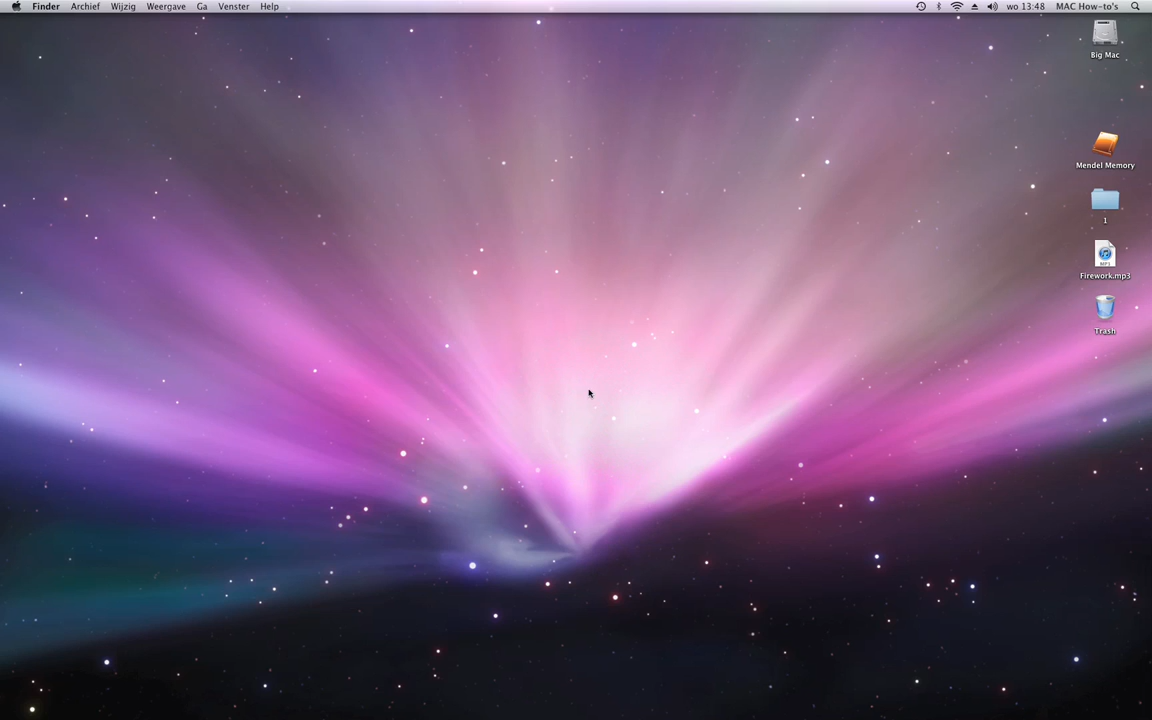 Finder Archief Wijzig Weergave Ga Venster Help wo 13:48 MAC How-to's
Big Mac
Mendel Memory
1
MP3
Firework.mp3
Trash